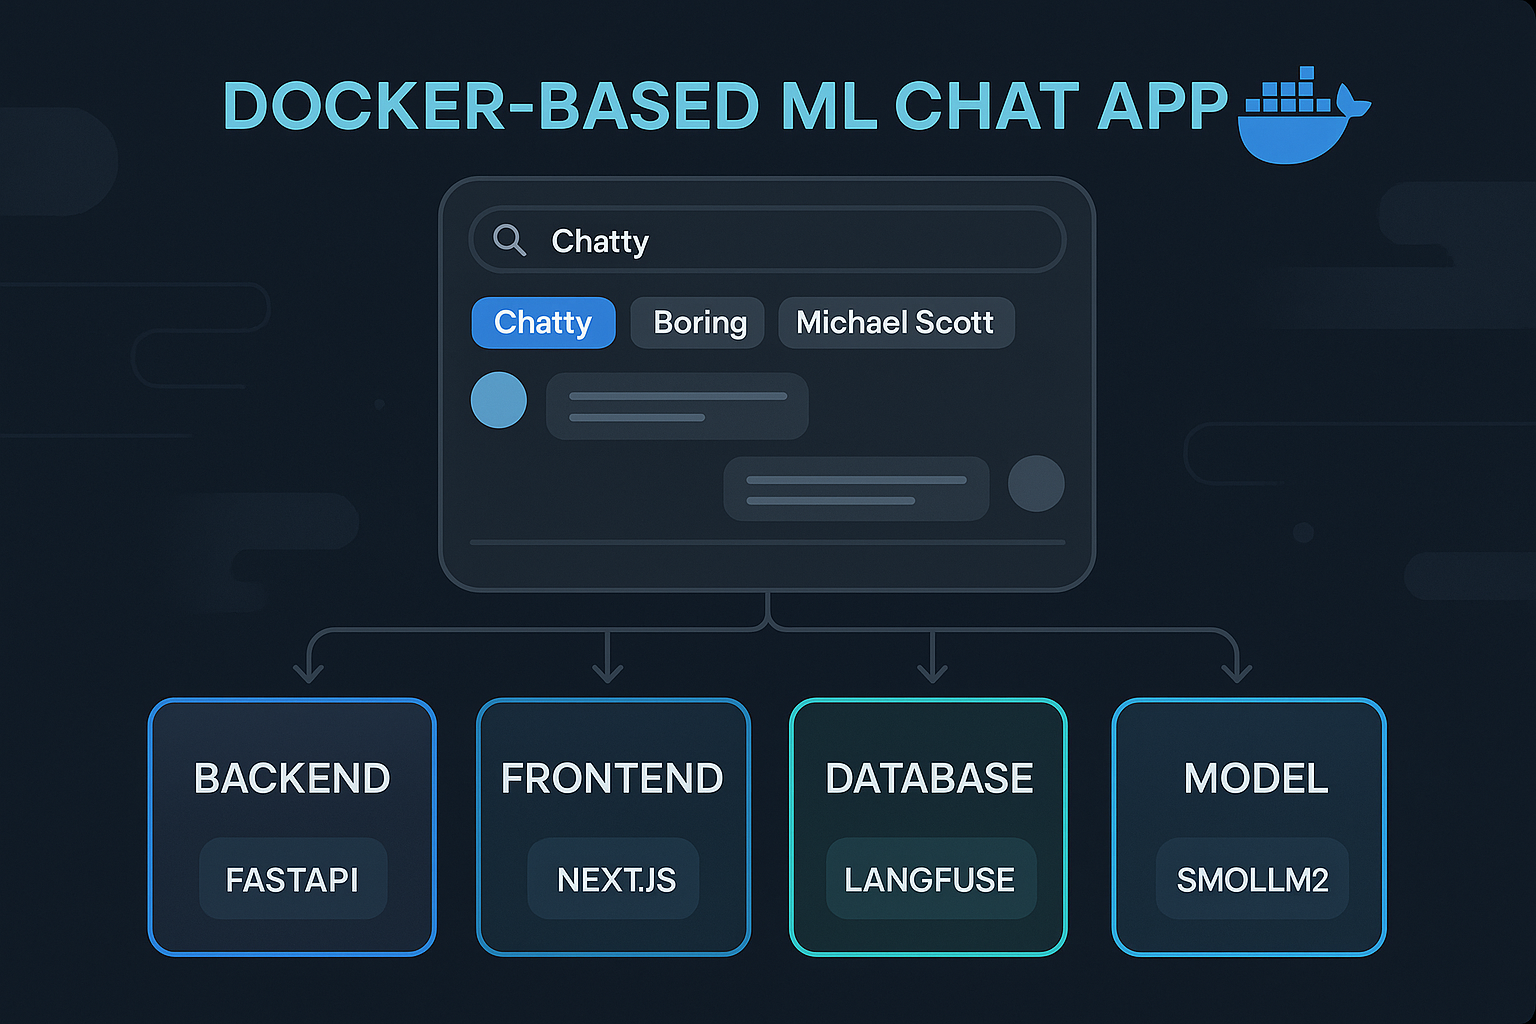 DOCKER-BASED ML CHAT APP
Chatty
Chatty
Boring
Michael Scott
BACKEND
FASTAPI
FRONTEND
NEXT.JS
DATABASE
LANGFUSE
MODEL
SMOLLM2